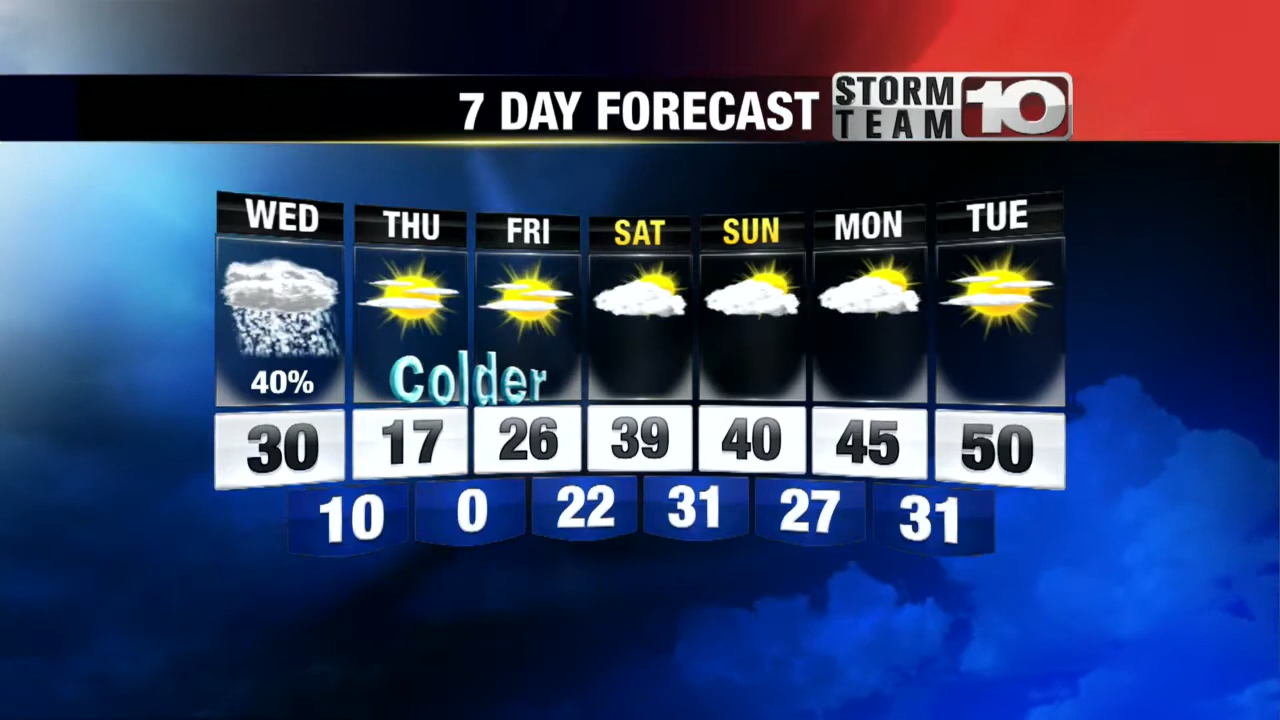 7 DAY FORECAST
STORM TEAM 10
WED THU FRI SAT SUN MON TUE
40%
Colder
30 17 26 39 40 45 50
10 0 22 31 27 31